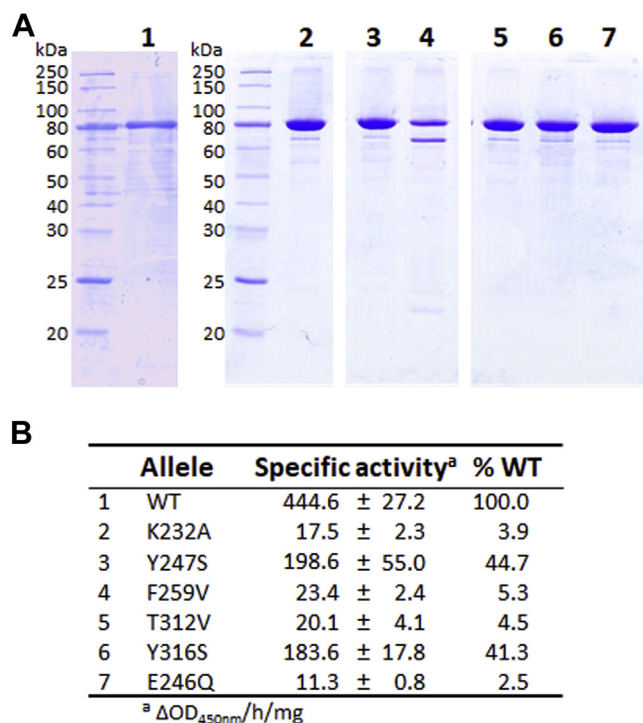 A
kDa 1 kDa 2 3 4 5 6 7
250 250
150 150
100 100
80 80
60 60
50 50
40 40
30 30
25 25
20 20
B
Allele Specific activityᵃ % WT
1 WT 444.6 ± 27.2 100.0
2 K232A 17.5 ± 2.3 3.9
3 Y247S 198.6 ± 55.0 44.7
4 F259V 23.4 ± 2.4 5.3
5 T312V 20.1 ± 4.1 4.5
6 Y316S 183.6 ± 17.8 41.3
7 E246Q 11.3 ± 0.8 2.5
ᵃ ΔOD450nm/h/mg